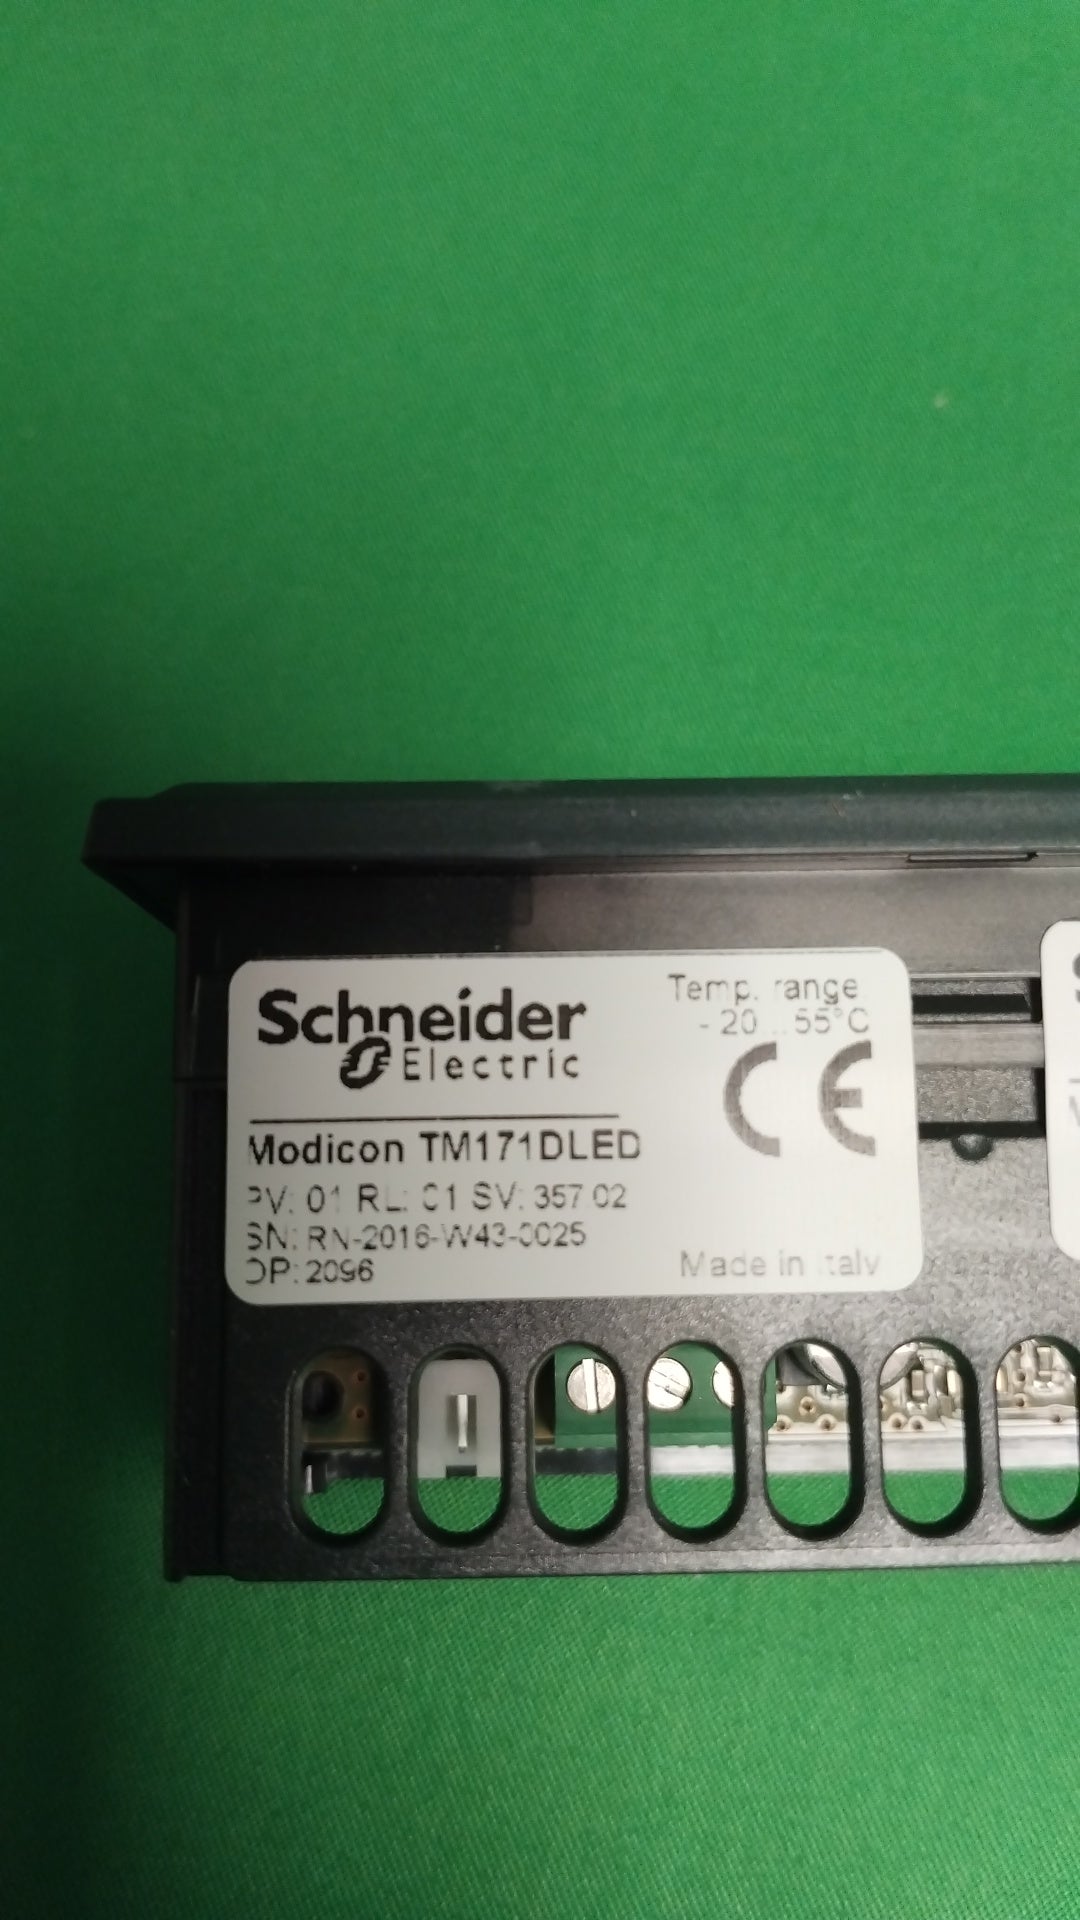 Schneider
Electric
Temp. range
- 20 ... 55°C
CE
Modicon TM171DLED
PV: 01 RL: 01 SV: 357.02
SN: RN-2016-W43-0025
OP: 2096
Made in Italy